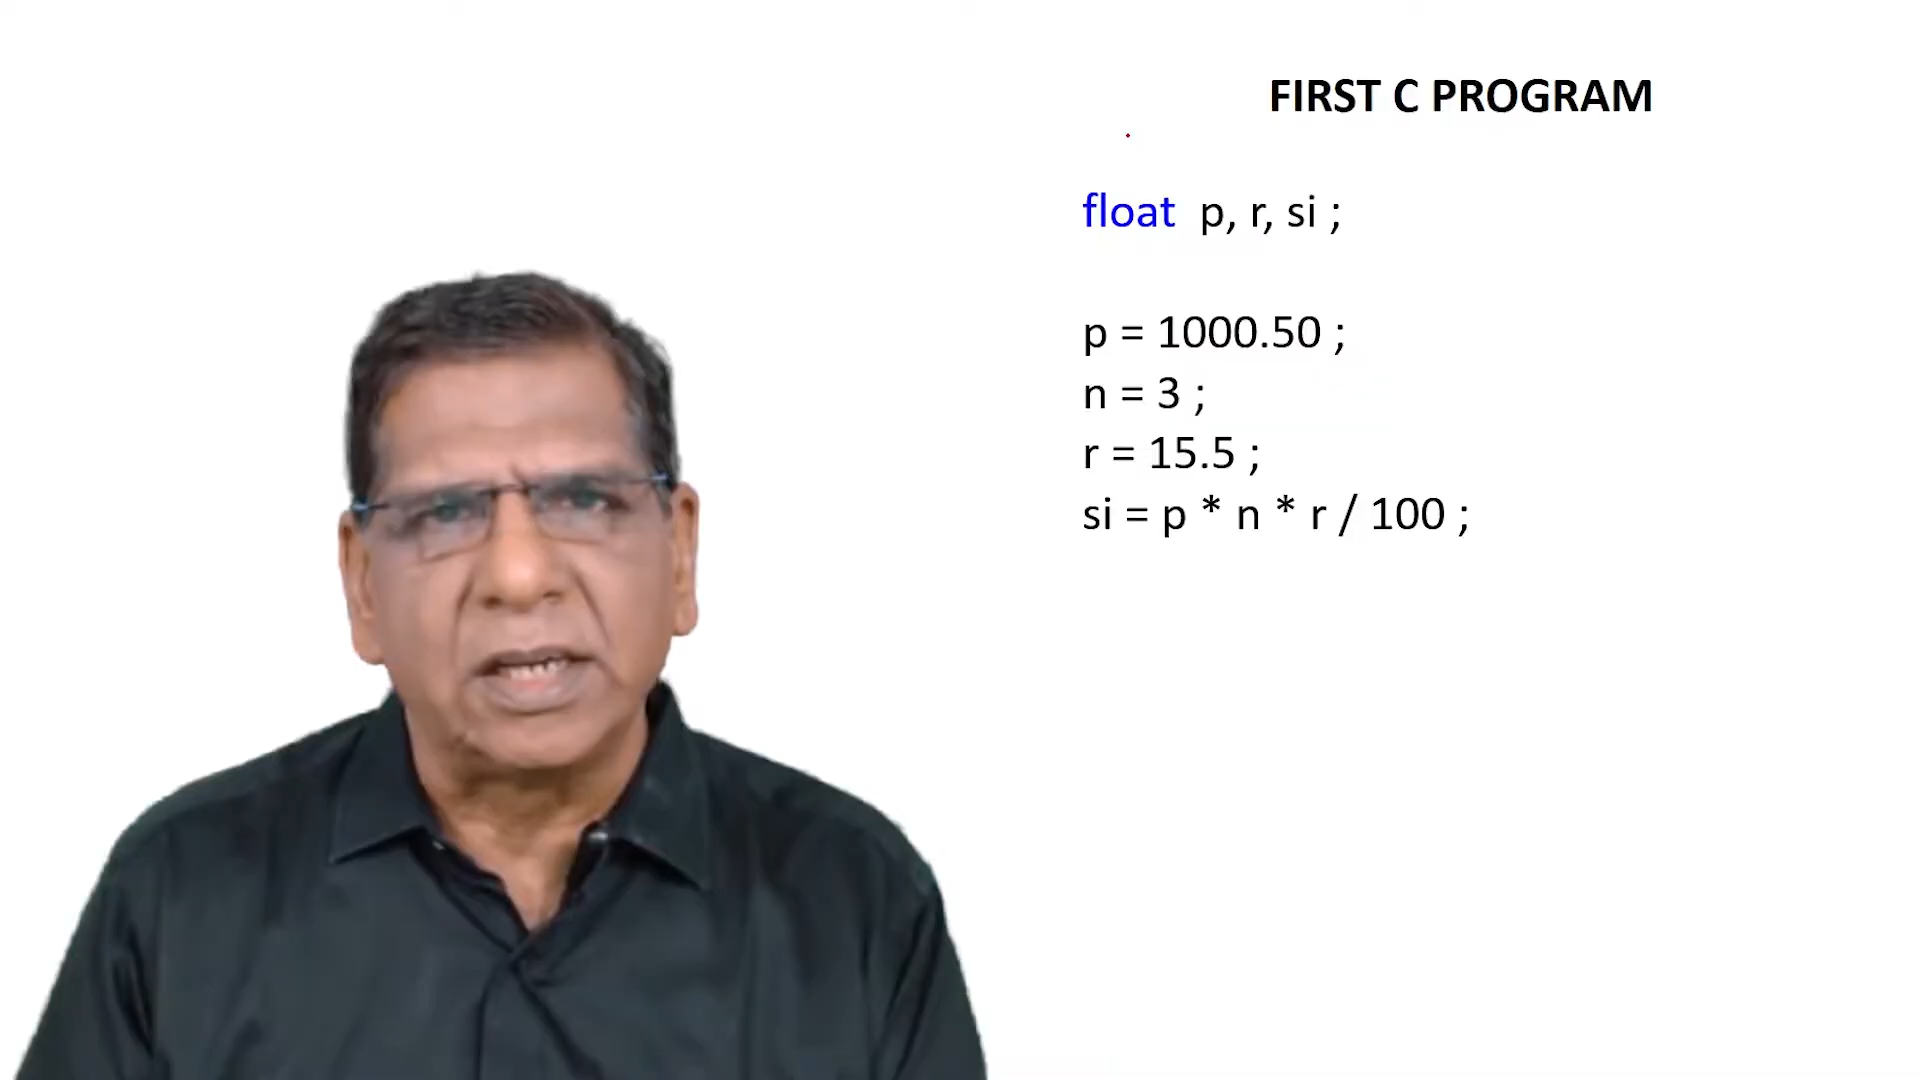 FIRST C PROGRAM
float p, r, si ;
p = 1000.50 ;
n = 3 ;
r = 15.5 ;
si = p * n * r / 100 ;